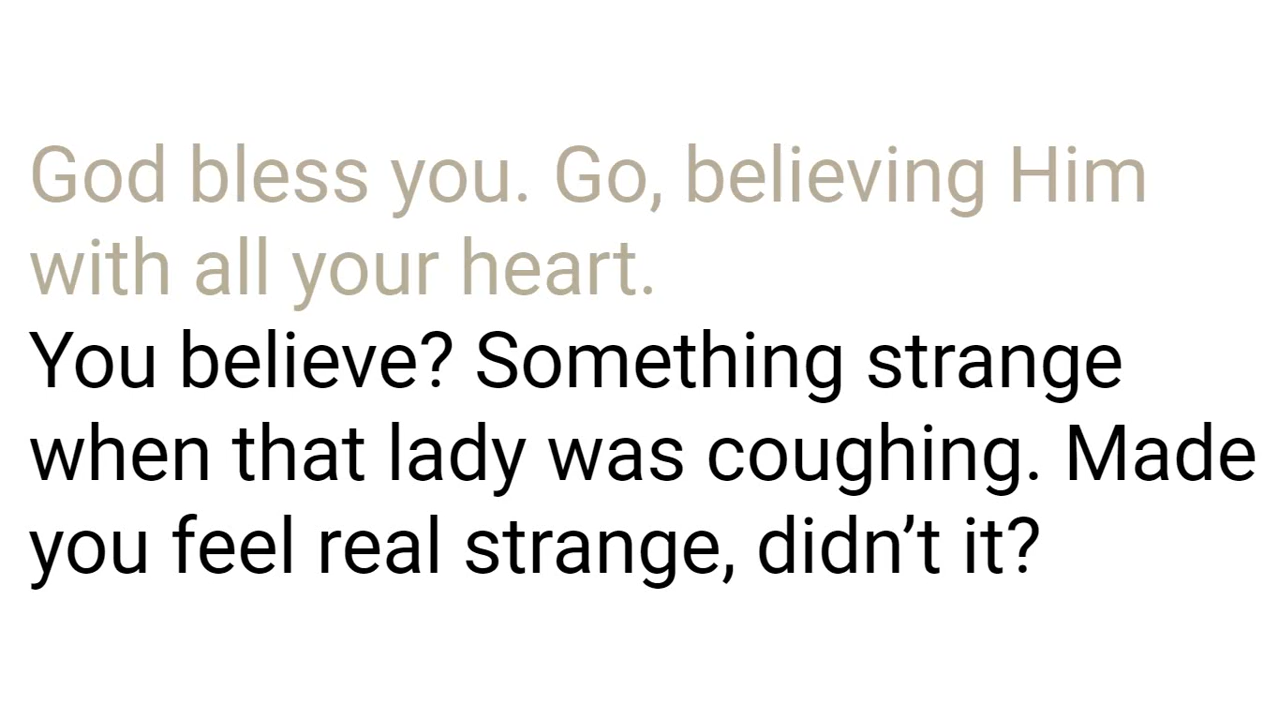 God bless you. Go, believing Him
with all your heart.
You believe? Something strange
when that lady was coughing. Made
you feel real strange, didn’t it?